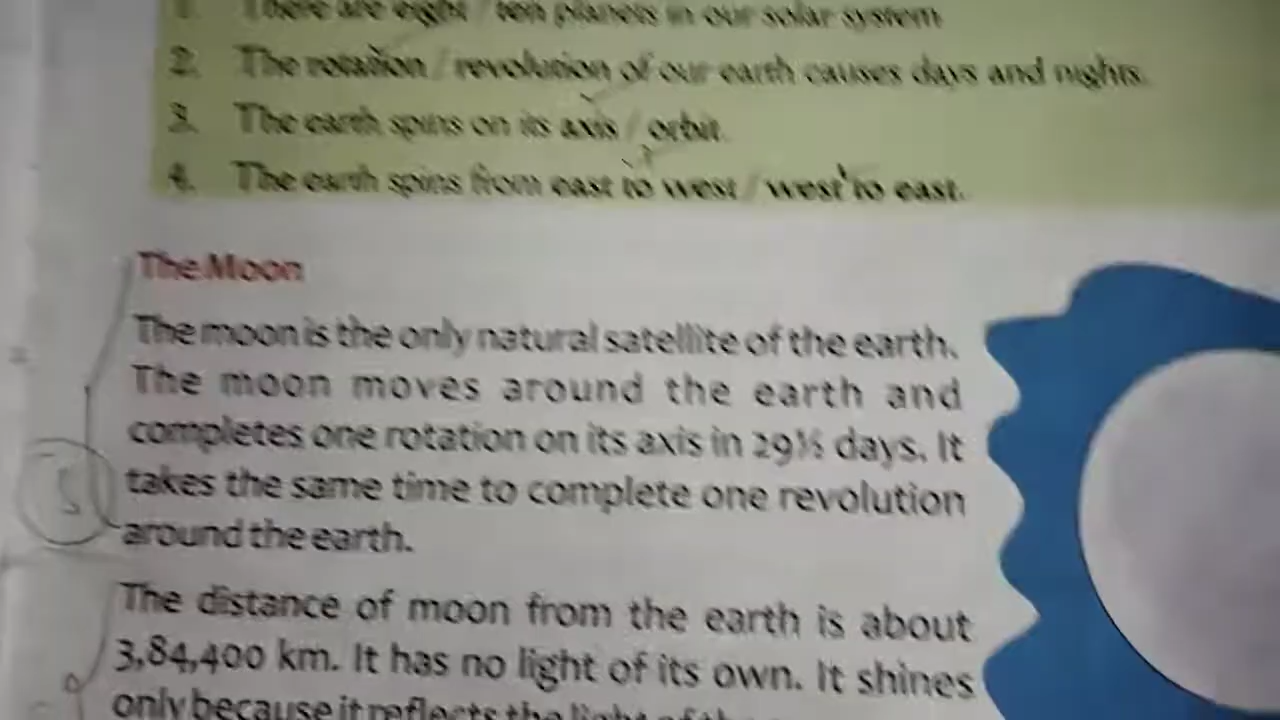 1. There are eight / ten planets in our solar system
2. The rotation / revolution of our earth causes days and nights.
3. The earth spins on its axis / orbit.
4. The earth spins from east to west / west to east.
The Moon
The moon is the only natural satellite of the earth.
The moon moves around the earth and
completes one rotation on its axis in 29½ days. It
takes the same time to complete one revolution
around the earth.
The distance of moon from the earth is about
3,84,400 km. It has no light of its own. It shines
only because it reflects the light of